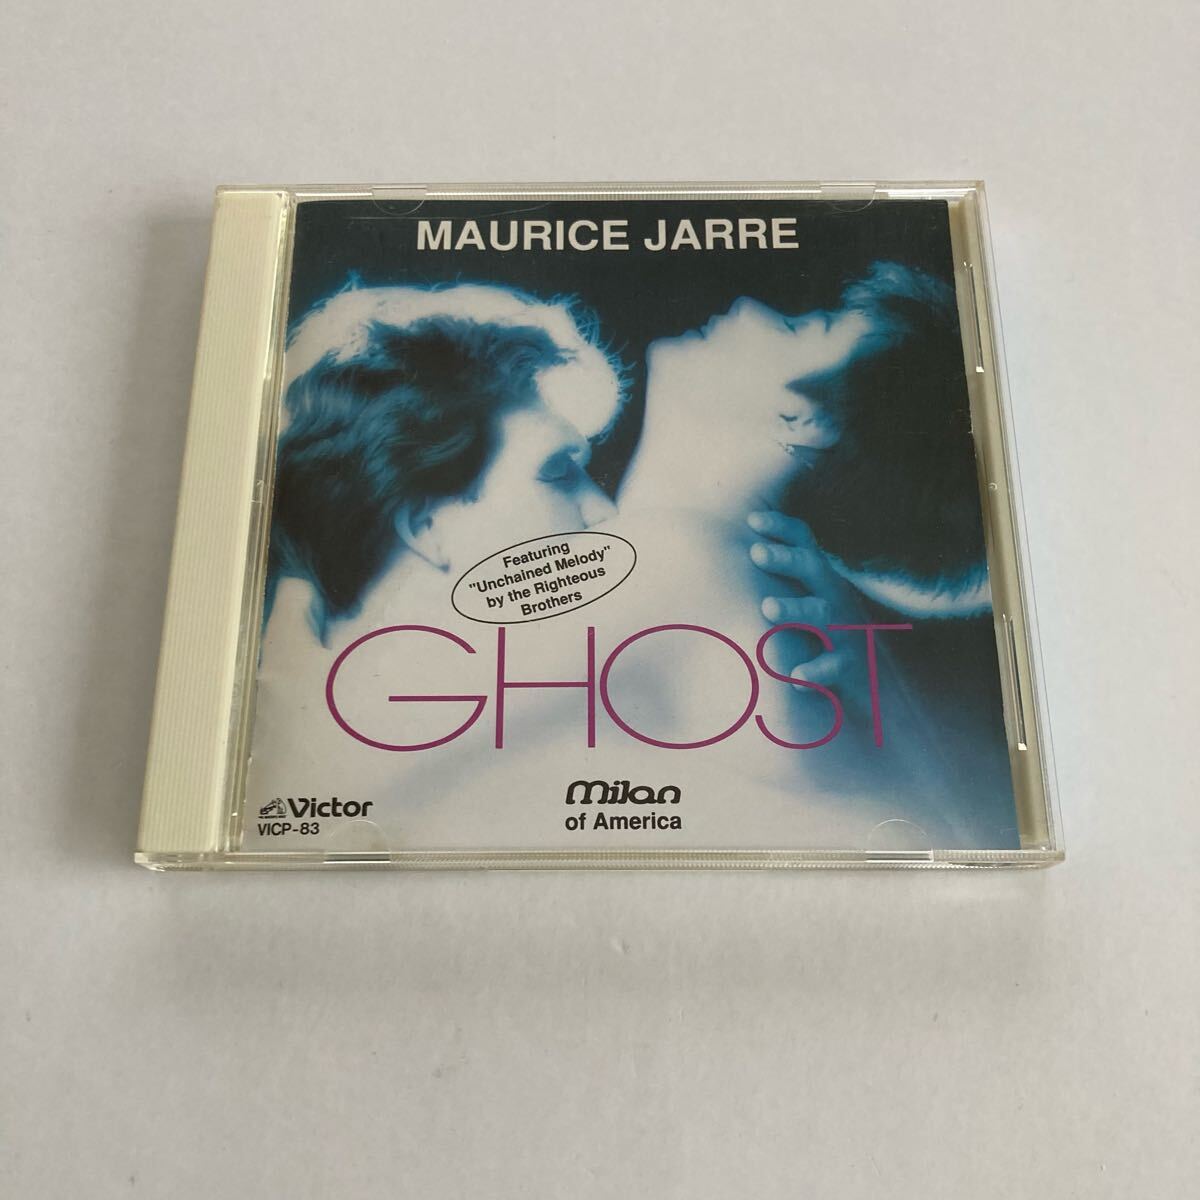 MAURICE JARRE
Featuring
"Unchained Melody"
by the Righteous
Brothers
GHOST
Victor
VICP-83
milan
of America